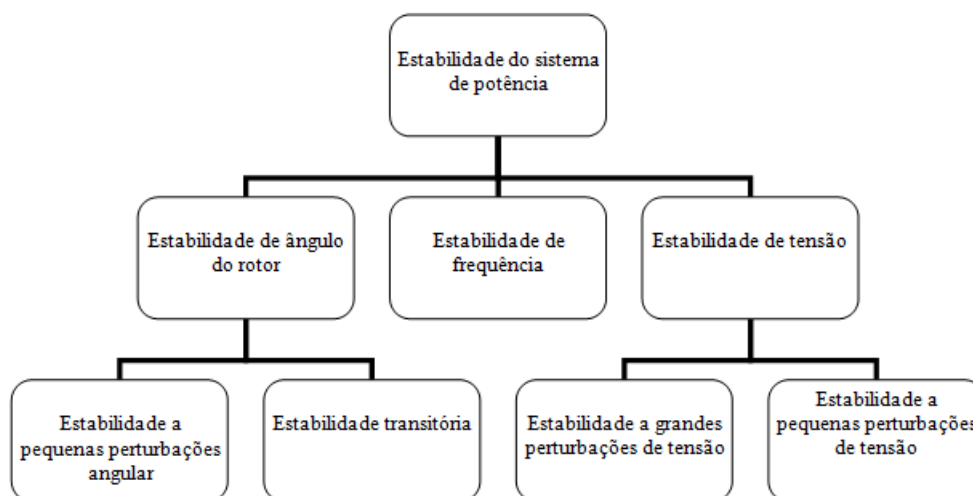 Estabilidade do sistema
de potência
Estabilidade de ângulo
do rotor
Estabilidade de
frequência
Estabilidade de tensão
Estabilidade a
pequenas perturbações
angular
Estabilidade transitória
Estabilidade a grandes
perturbações de tensão
Estabilidade a
pequenas perturbações
de tensão